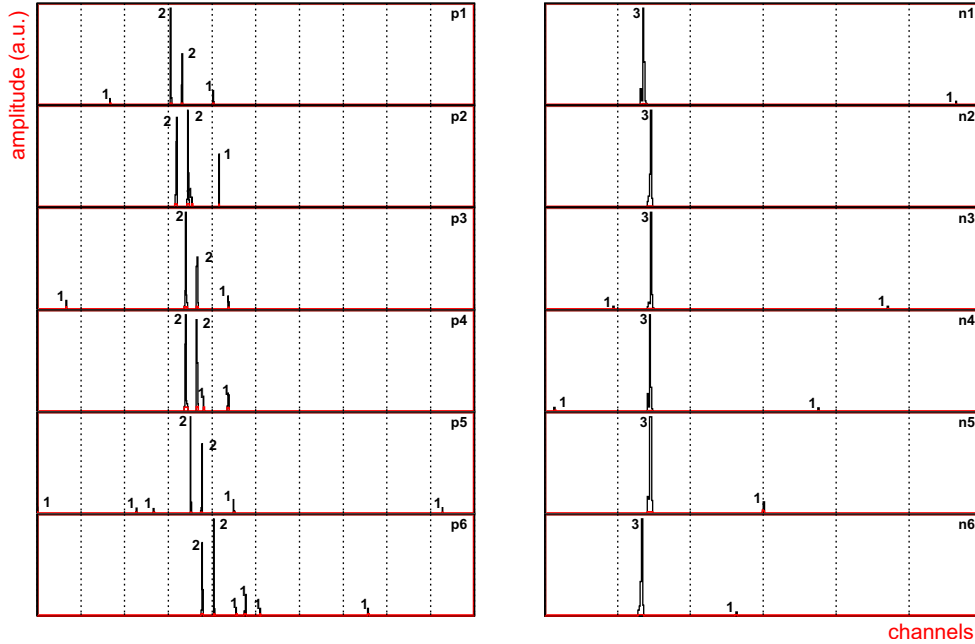 amplitude (a.u.)
2 p1
2
1 1
2 2 p2
1
2 p3
2
1 1
2 2 p4
1 1
2 p5
2
1 1 1 1 1
2 p6
2
1
1 1 1
3 n1
1
3 n2
3 n3
1 1
3 n4
1 1
3 n5
1
3 n6
1
channels